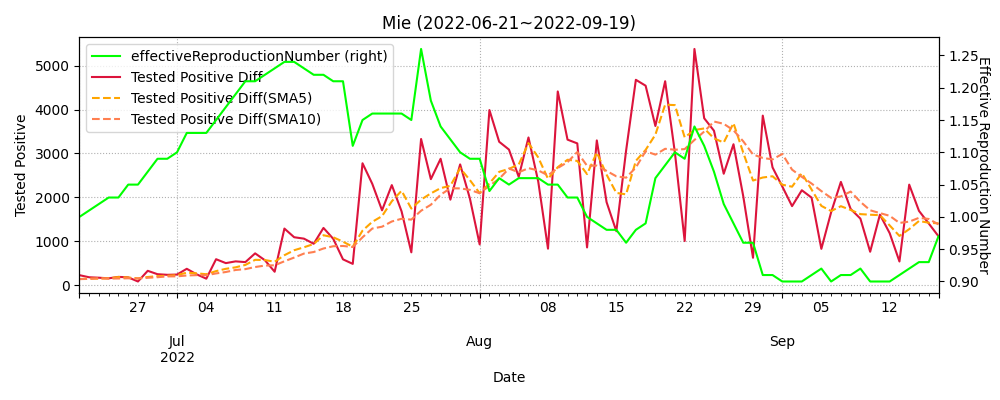 Mie (2022-06-21~2022-09-19)
effectiveReproductionNumber (right)
Tested Positive Diff
Tested Positive Diff(SMA5)
Tested Positive Diff(SMA10)
Tested Positive
5000
4000
3000
2000
1000
0
1.25
1.20
1.15
1.10
1.05
1.00
0.95
0.90
Effective Reproduction Number
27 04 11 18 25 08 15 22 29 05 12
Jul Aug Sep
2022
Date